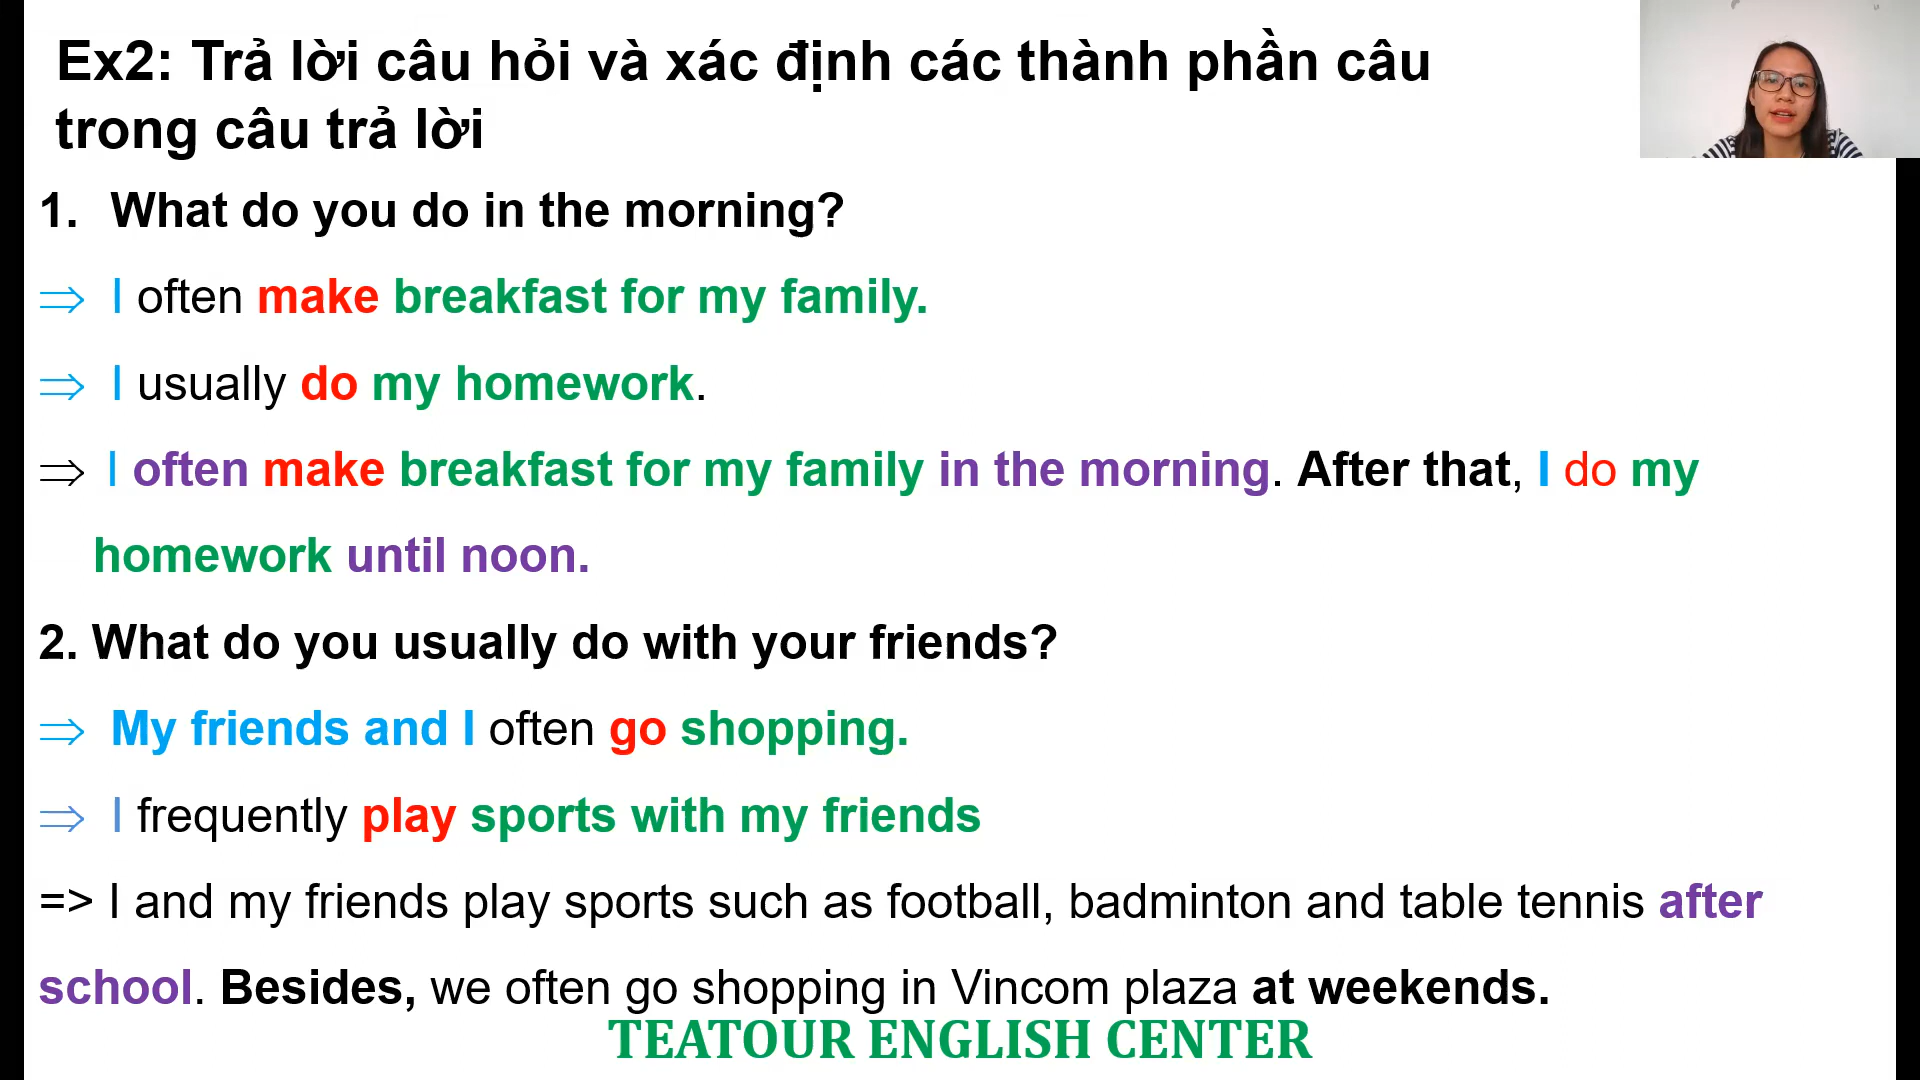 Ex2: Trả lời câu hỏi và xác định các thành phần câu
trong câu trả lời
1. What do you do in the morning?
⇒ I often make breakfast for my family.
⇒ I usually do my homework.
⇒ I often make breakfast for my family in the morning. After that, I do my
homework until noon.
2. What do you usually do with your friends?
⇒ My friends and I often go shopping.
⇒ I frequently play sports with my friends
=> I and my friends play sports such as football, badminton and table tennis after
school. Besides, we often go shopping in Vincom plaza at weekends.
TEATOUR ENGLISH CENTER